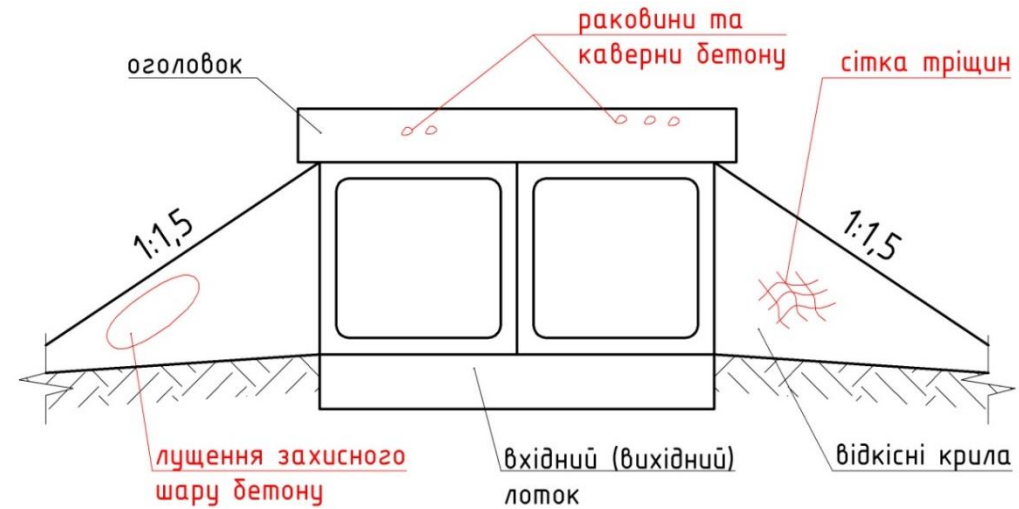 раковини та
каверни бетону
оголовок
сітка тріщин
1:1,5
1:1,5
лущення захисного
шару бетону
вхідний (вихідний)
лоток
відкісні крила